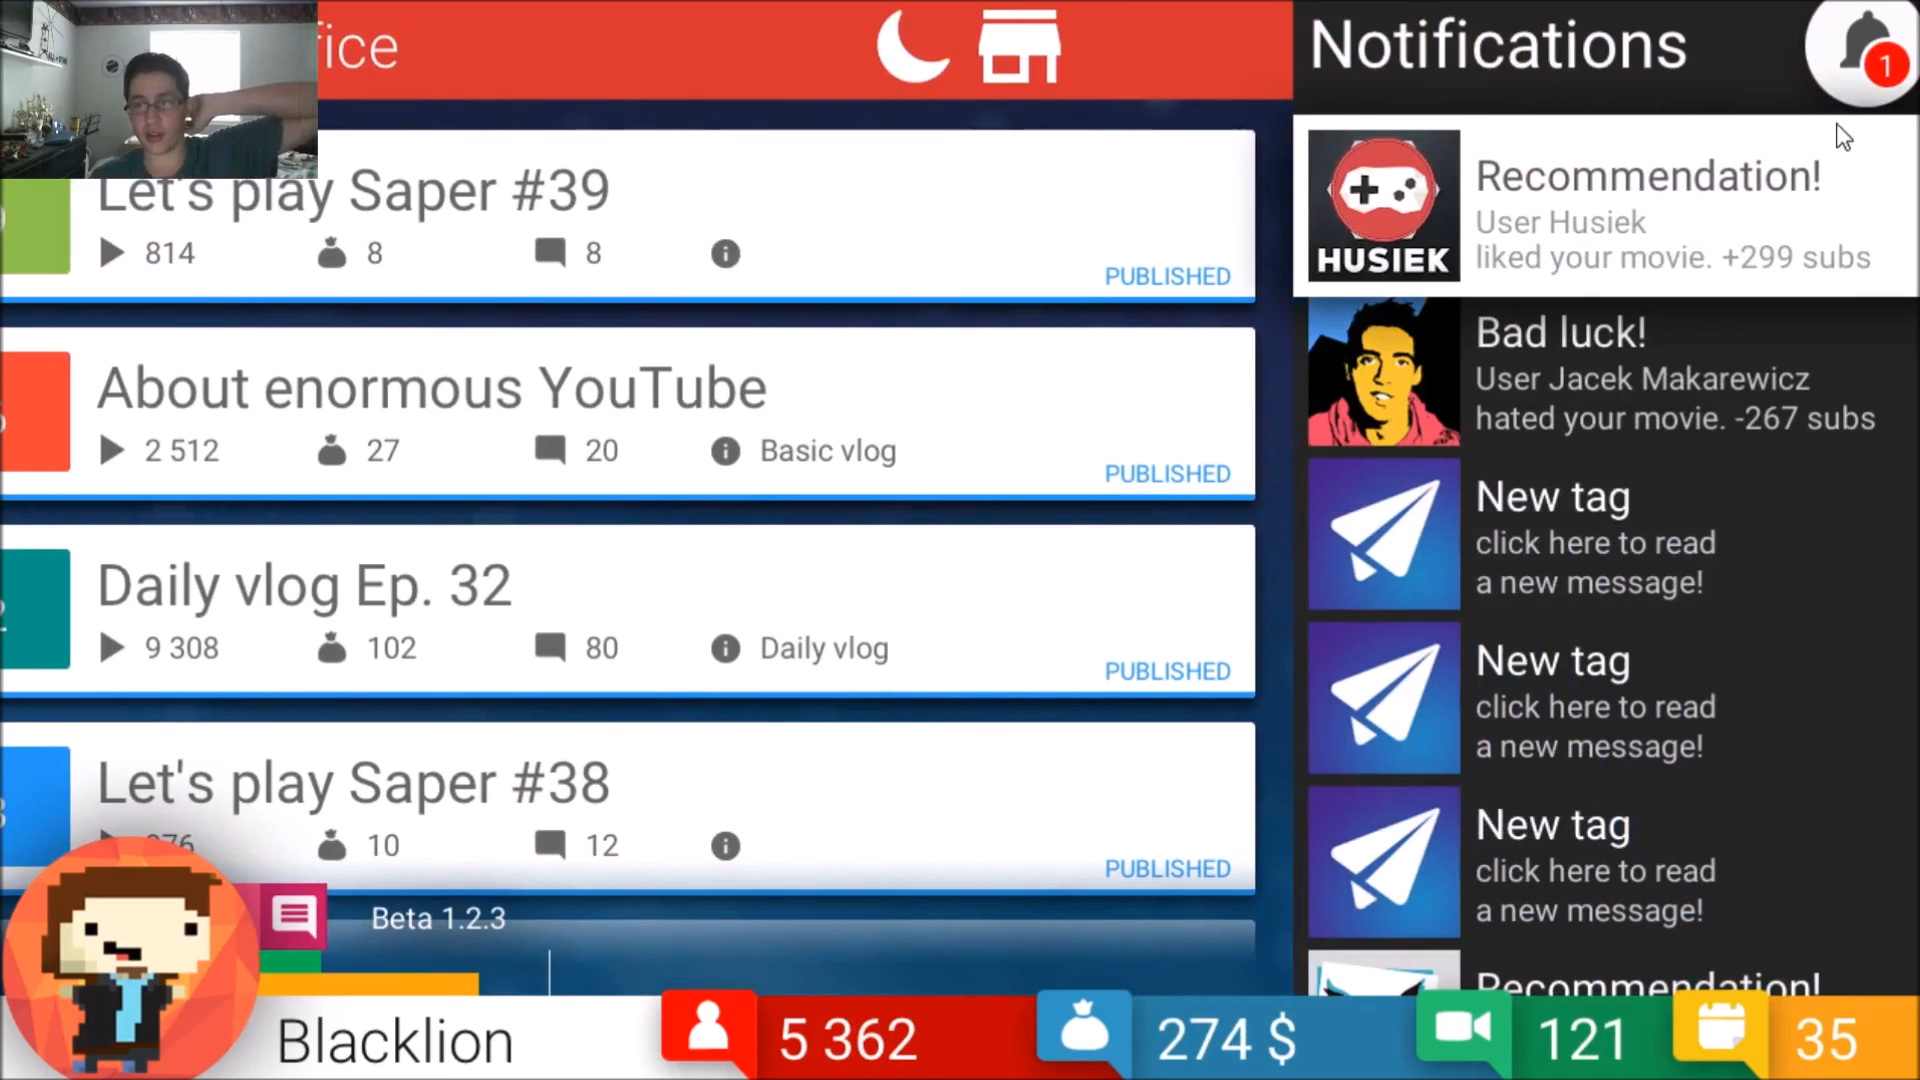 fice
Notifications
1
Let's play Saper #39
814 8 8
PUBLISHED
About enormous YouTube
2 512 27 20 Basic vlog
PUBLISHED
Daily vlog Ep. 32
9 308 102 80 Daily vlog
PUBLISHED
Let's play Saper #38
10 12
PUBLISHED
HUSIEK
Recommendation!
User Husiek
liked your movie. +299 subs
Bad luck!
User Jacek Makarewicz
hated your movie. -267 subs
New tag
click here to read
a new message!
New tag
click here to read
a new message!
New tag
click here to read
a new message!
Recommendation!
Beta 1.2.3
Blacklion
5 362
274 $
121
35